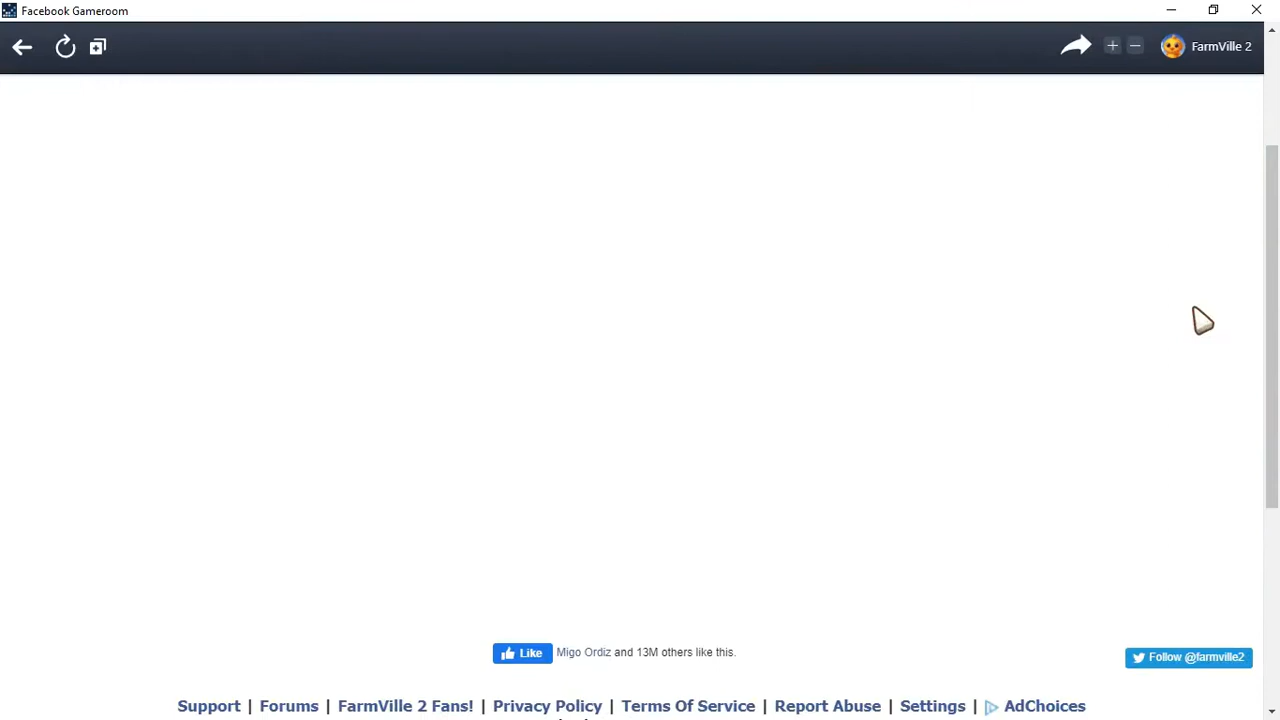 Facebook Gameroom
FarmVille 2
Like Migo Ordiz and 13M others like this.
Follow @farmville2
Support | Forums | FarmVille 2 Fans! | Privacy Policy | Terms Of Service | Report Abuse | Settings | AdChoices